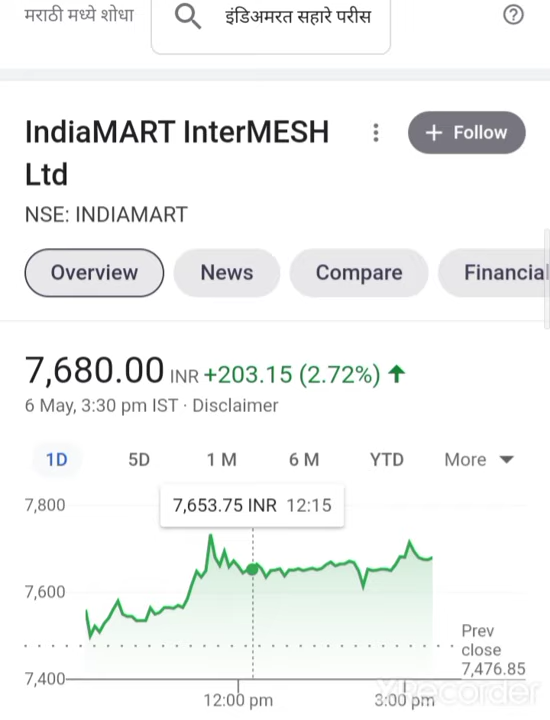 मराठी मध्ये शोधा
इंडिअमरत सहारे परीस
IndiaMART InterMESH
Ltd
+ Follow
NSE: INDIAMART
Overview News Compare Financial
7,680.00 INR +203.15 (2.72%) ↑
6 May, 3:30 pm IST · Disclaimer
1D 5D 1 M 6 M YTD More
7,800
7,653.75 INR 12:15
7,600
Prev
close
7,476.85
7,400
12:00 pm 3:00 pm
XRecorder